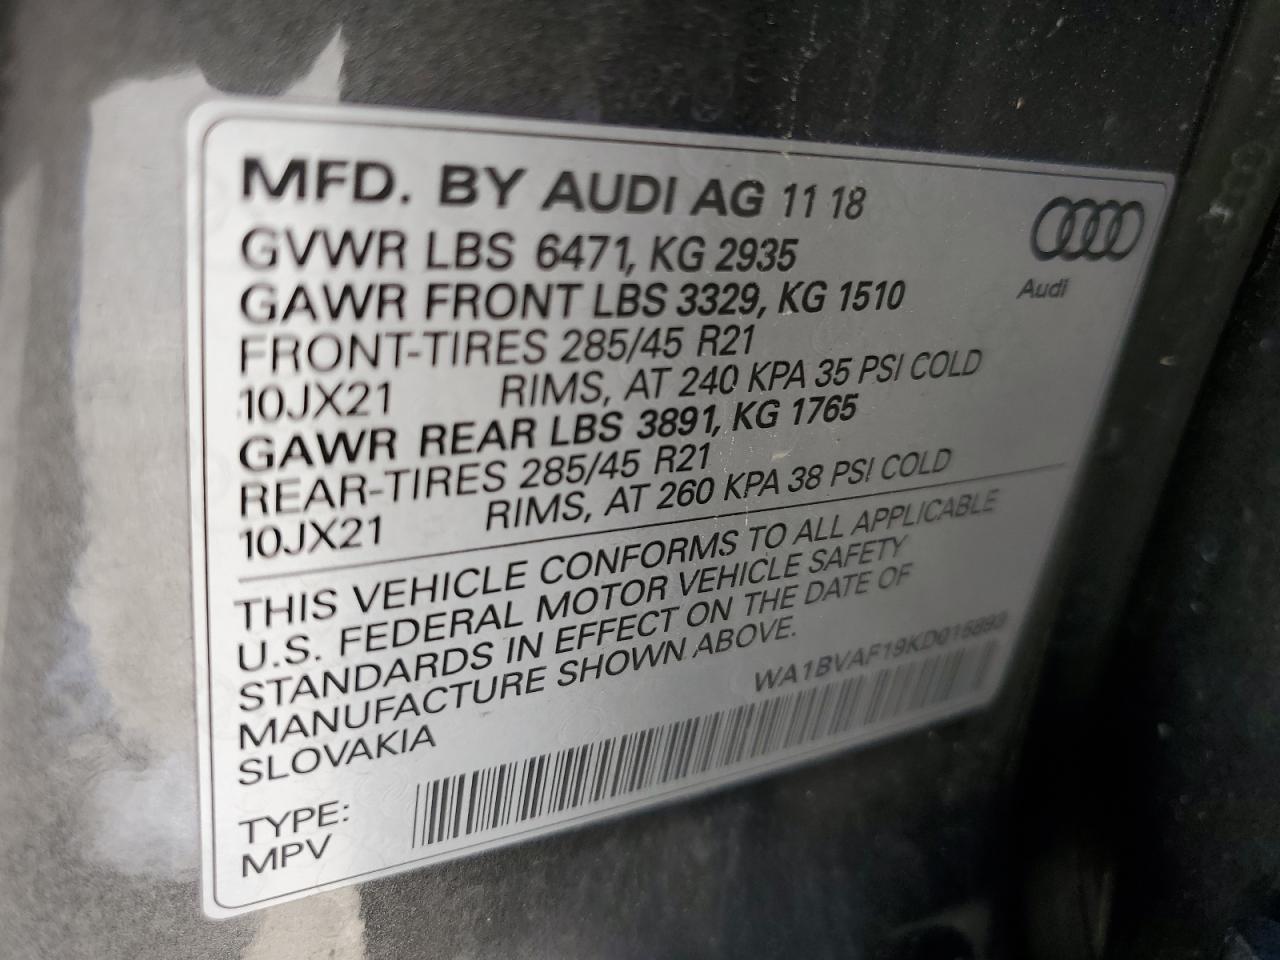 MFD. BY AUDI AG 11 18
GVWR LBS 6471, KG 2935
GAWR FRONT LBS 3329, KG 1510
FRONT-TIRES 285/45 R21
10JX21 RIMS, AT 240 KPA 35 PSI COLD
GAWR REAR LBS 3891, KG 1765
REAR-TIRES 285/45 R21
10JX21 RIMS, AT 260 KPA 38 PSI COLD
Audi
THIS VEHICLE CONFORMS TO ALL APPLICABLE
U.S. FEDERAL MOTOR VEHICLE SAFETY
STANDARDS IN EFFECT ON THE DATE OF
MANUFACTURE SHOWN ABOVE.
SLOVAKIA
WA1BVAF19KD015893
TYPE:
MPV